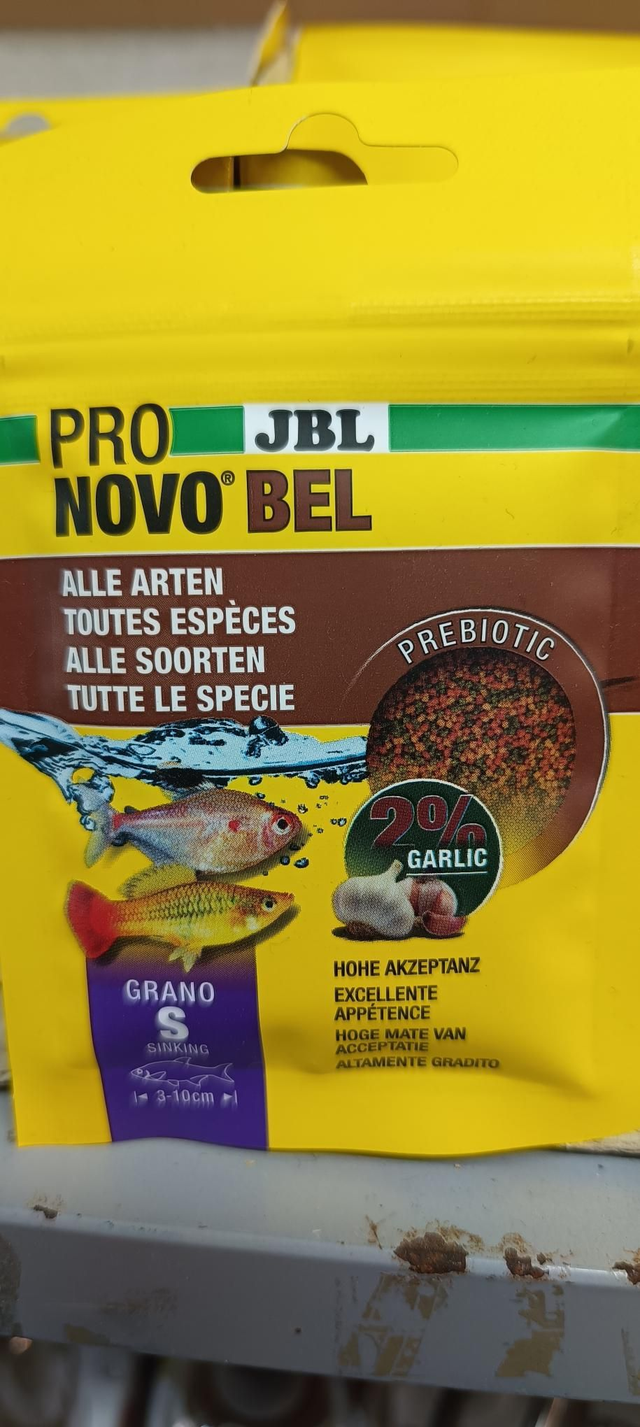 PRO JBL
NOVO® BEL
ALLE ARTEN
TOUTES ESPÈCES
ALLE SOORTEN
TUTTE LE SPECIE
PREBIOTIC
2%
GARLIC
GRANO
S
SINKING
3-10cm
HOHE AKZEPTANZ
EXCELLENTE
APPÉTENCE
HOGE MATE VAN
ACCEPTATIE
ALTAMENTE GRADITO